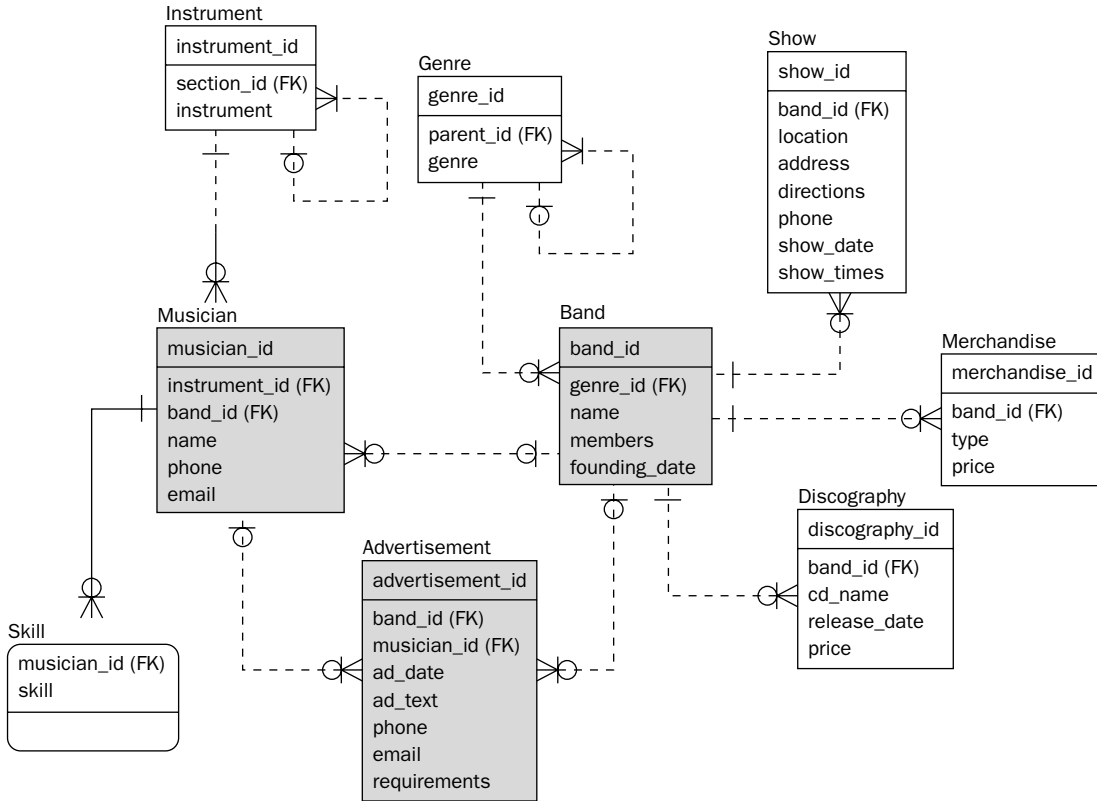 Instrument
instrument_id
section_id (FK)
instrument
Genre
genre_id
parent_id (FK)
genre
Show
show_id
band_id (FK)
location
address
directions
phone
show_date
show_times
Musician
musician_id
instrument_id (FK)
band_id (FK)
name
phone
email
Band
band_id
genre_id (FK)
name
members
founding_date
Merchandise
merchandise_id
band_id (FK)
type
price
Discography
discography_id
band_id (FK)
cd_name
release_date
price
Advertisement
advertisement_id
band_id (FK)
musician_id (FK)
ad_date
ad_text
phone
email
requirements
Skill
musician_id (FK)
skill